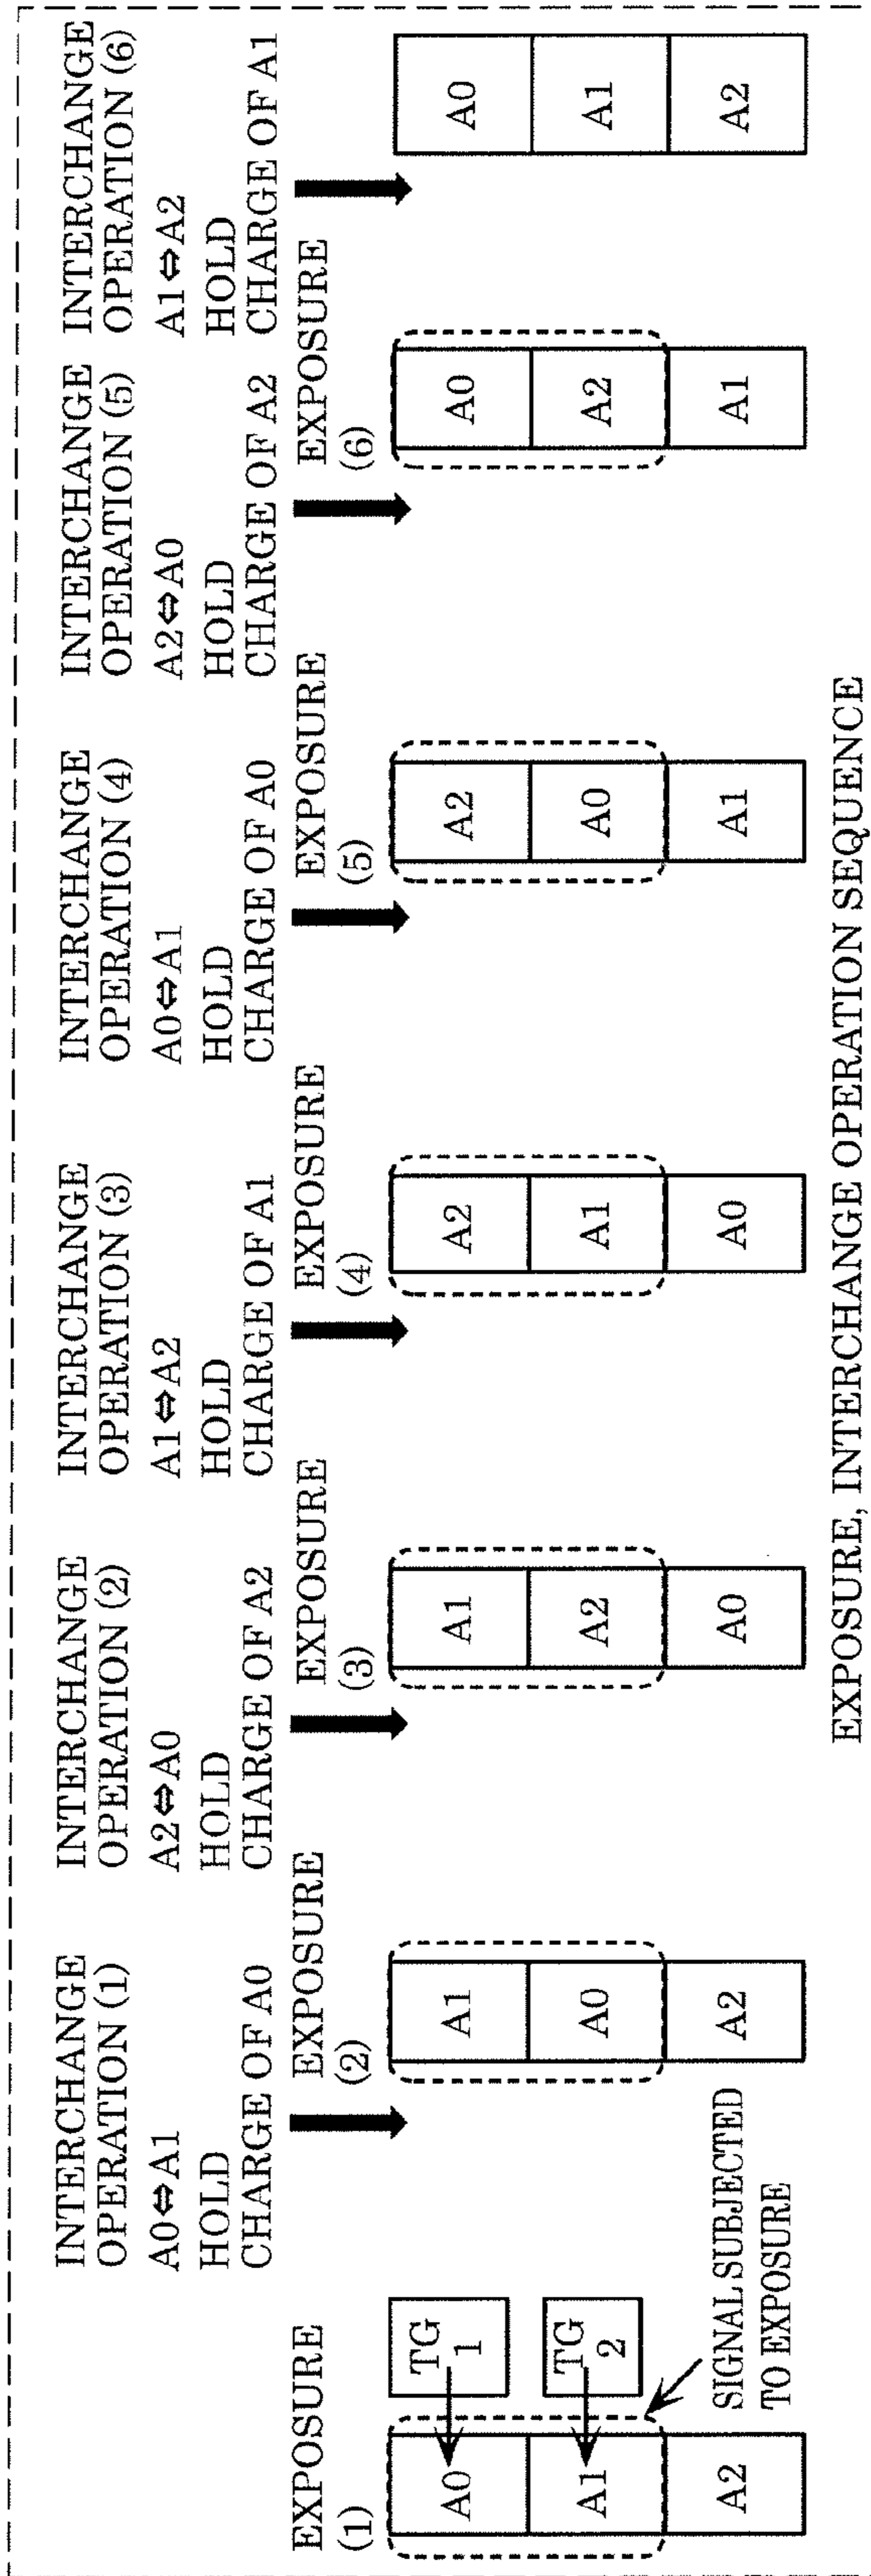 EXPOSURE
(1)
TG
1
TG
2
A0
A1
A2
SIGNAL SUBJECTED
TO EXPOSURE
INTERCHANGE
OPERATION (1)
A0⇔A1
HOLD
CHARGE OF A0
EXPOSURE
(2)
A1
A0
A2
INTERCHANGE
OPERATION (2)
A2⇔A0
HOLD
CHARGE OF A2
EXPOSURE
(3)
A1
A2
A0
INTERCHANGE
OPERATION (3)
A1⇔A2
HOLD
CHARGE OF A1
EXPOSURE
(4)
A2
A1
A0
INTERCHANGE
OPERATION (4)
A0⇔A1
HOLD
CHARGE OF A0
EXPOSURE
(5)
A2
A0
A1
INTERCHANGE
OPERATION (5)
A2⇔A0
HOLD
CHARGE OF A2
EXPOSURE
(6)
A0
A2
A1
INTERCHANGE
OPERATION (6)
A1⇔A2
HOLD
CHARGE OF A1
A0
A1
A2
EXPOSURE, INTERCHANGE OPERATION SEQUENCE